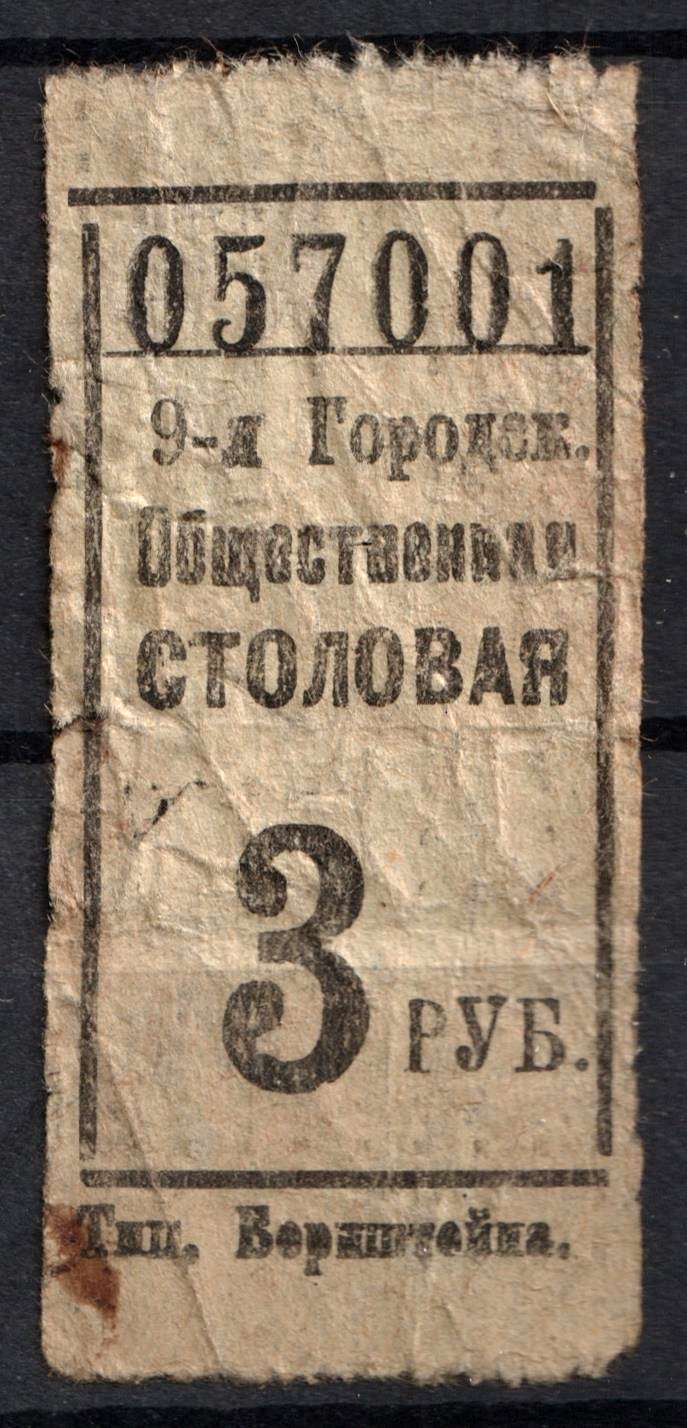 057001
9-я Городск.
Общественная
СТОЛОВАЯ
3 РУБ.
Тип. Бернштейна.